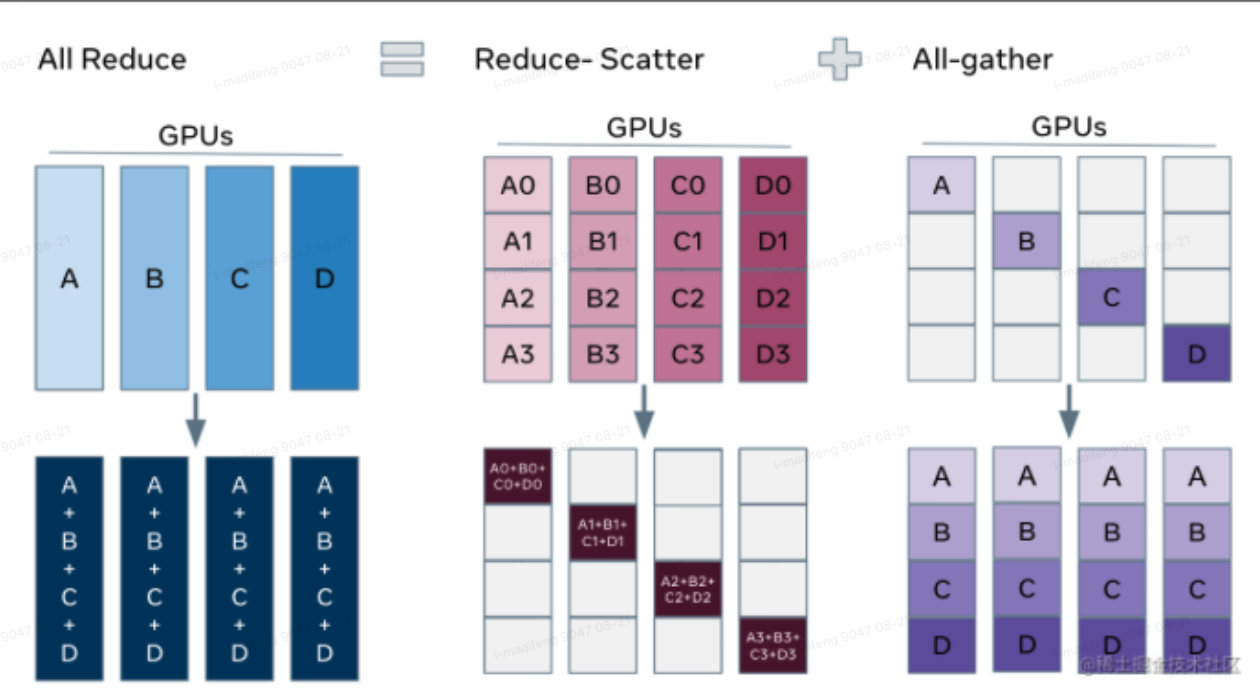 All Reduce
Reduce- Scatter
All-gather
GPUs
GPUs
GPUs
A B C D
A0 B0 C0 D0
A1 B1 C1 D1
A2 B2 C2 D2
A3 B3 C3 D3
A
B
C
D
A A A A
+ + + +
B B B B
+ + + +
C C C C
+ + + +
D D D D
A0+B0+
C0+D0
A1+B1+
C1+D1
A2+B2+
C2+D2
A3+B3+
C3+D3
A A A A
B B B B
C C C C
D D D D
@稀土掘金技术社区
i-madifeng 9047 08-21